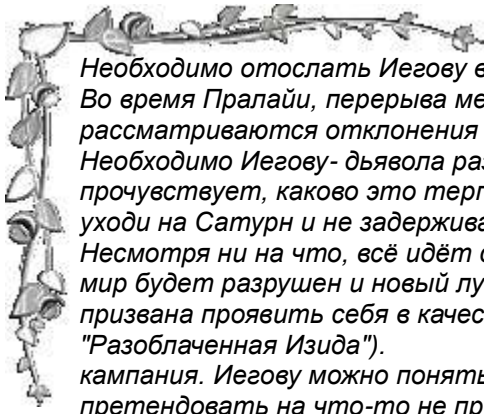 Необходимо отослать Иегову в
Во время Пралайи, перерыва ме
рассматриваются отклонения
Необходимо Иегову- дьявола раз
прочувствует, каково это терп
уходи на Сатурн и не задержива
Несмотря ни на что, всё идёт с
мир будет разрушен и новый лу
призвана проявить себя в качес
"Разоблаченная Изида").
кампания. Иегову можно понять
претендовать на что-то не пр